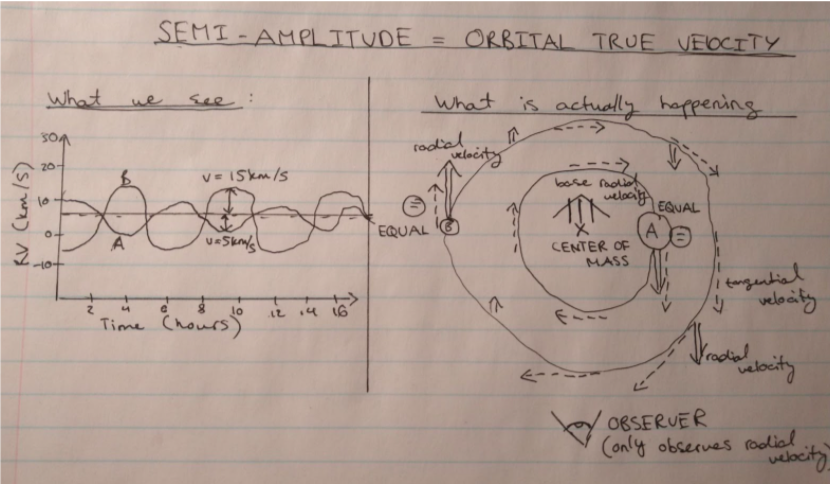 SEMI-AMPLITUDE = ORBITAL TRUE VELOCITY
What we see:
RV (km/s)
30
20
10
0
-10
B
A
v = 15km/s
v=5km/s
2 4 6 8 10 12 14 16
Time (hours)
What is actually happening
radial
velocity
=
EQUAL
B
base radial
velocity
X
CENTER OF
MASS
EQUAL
A =
tangential
velocity
radial
velocity
OBSERVER
(only observes radial
velocity)